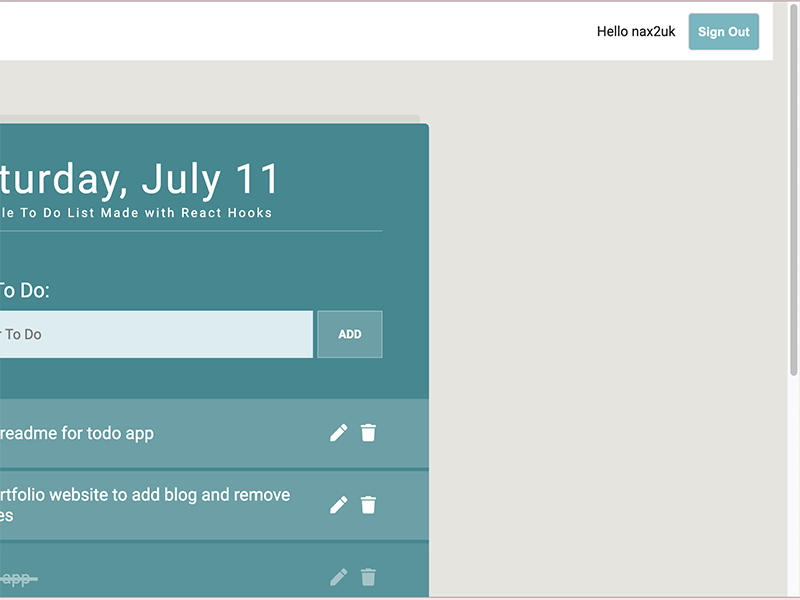 Hello nax2uk
Sign Out
turday, July 11
le To Do List Made with React Hooks
To Do:
To Do
ADD
readme for todo app
rtfolio website to add blog and remove
es
app